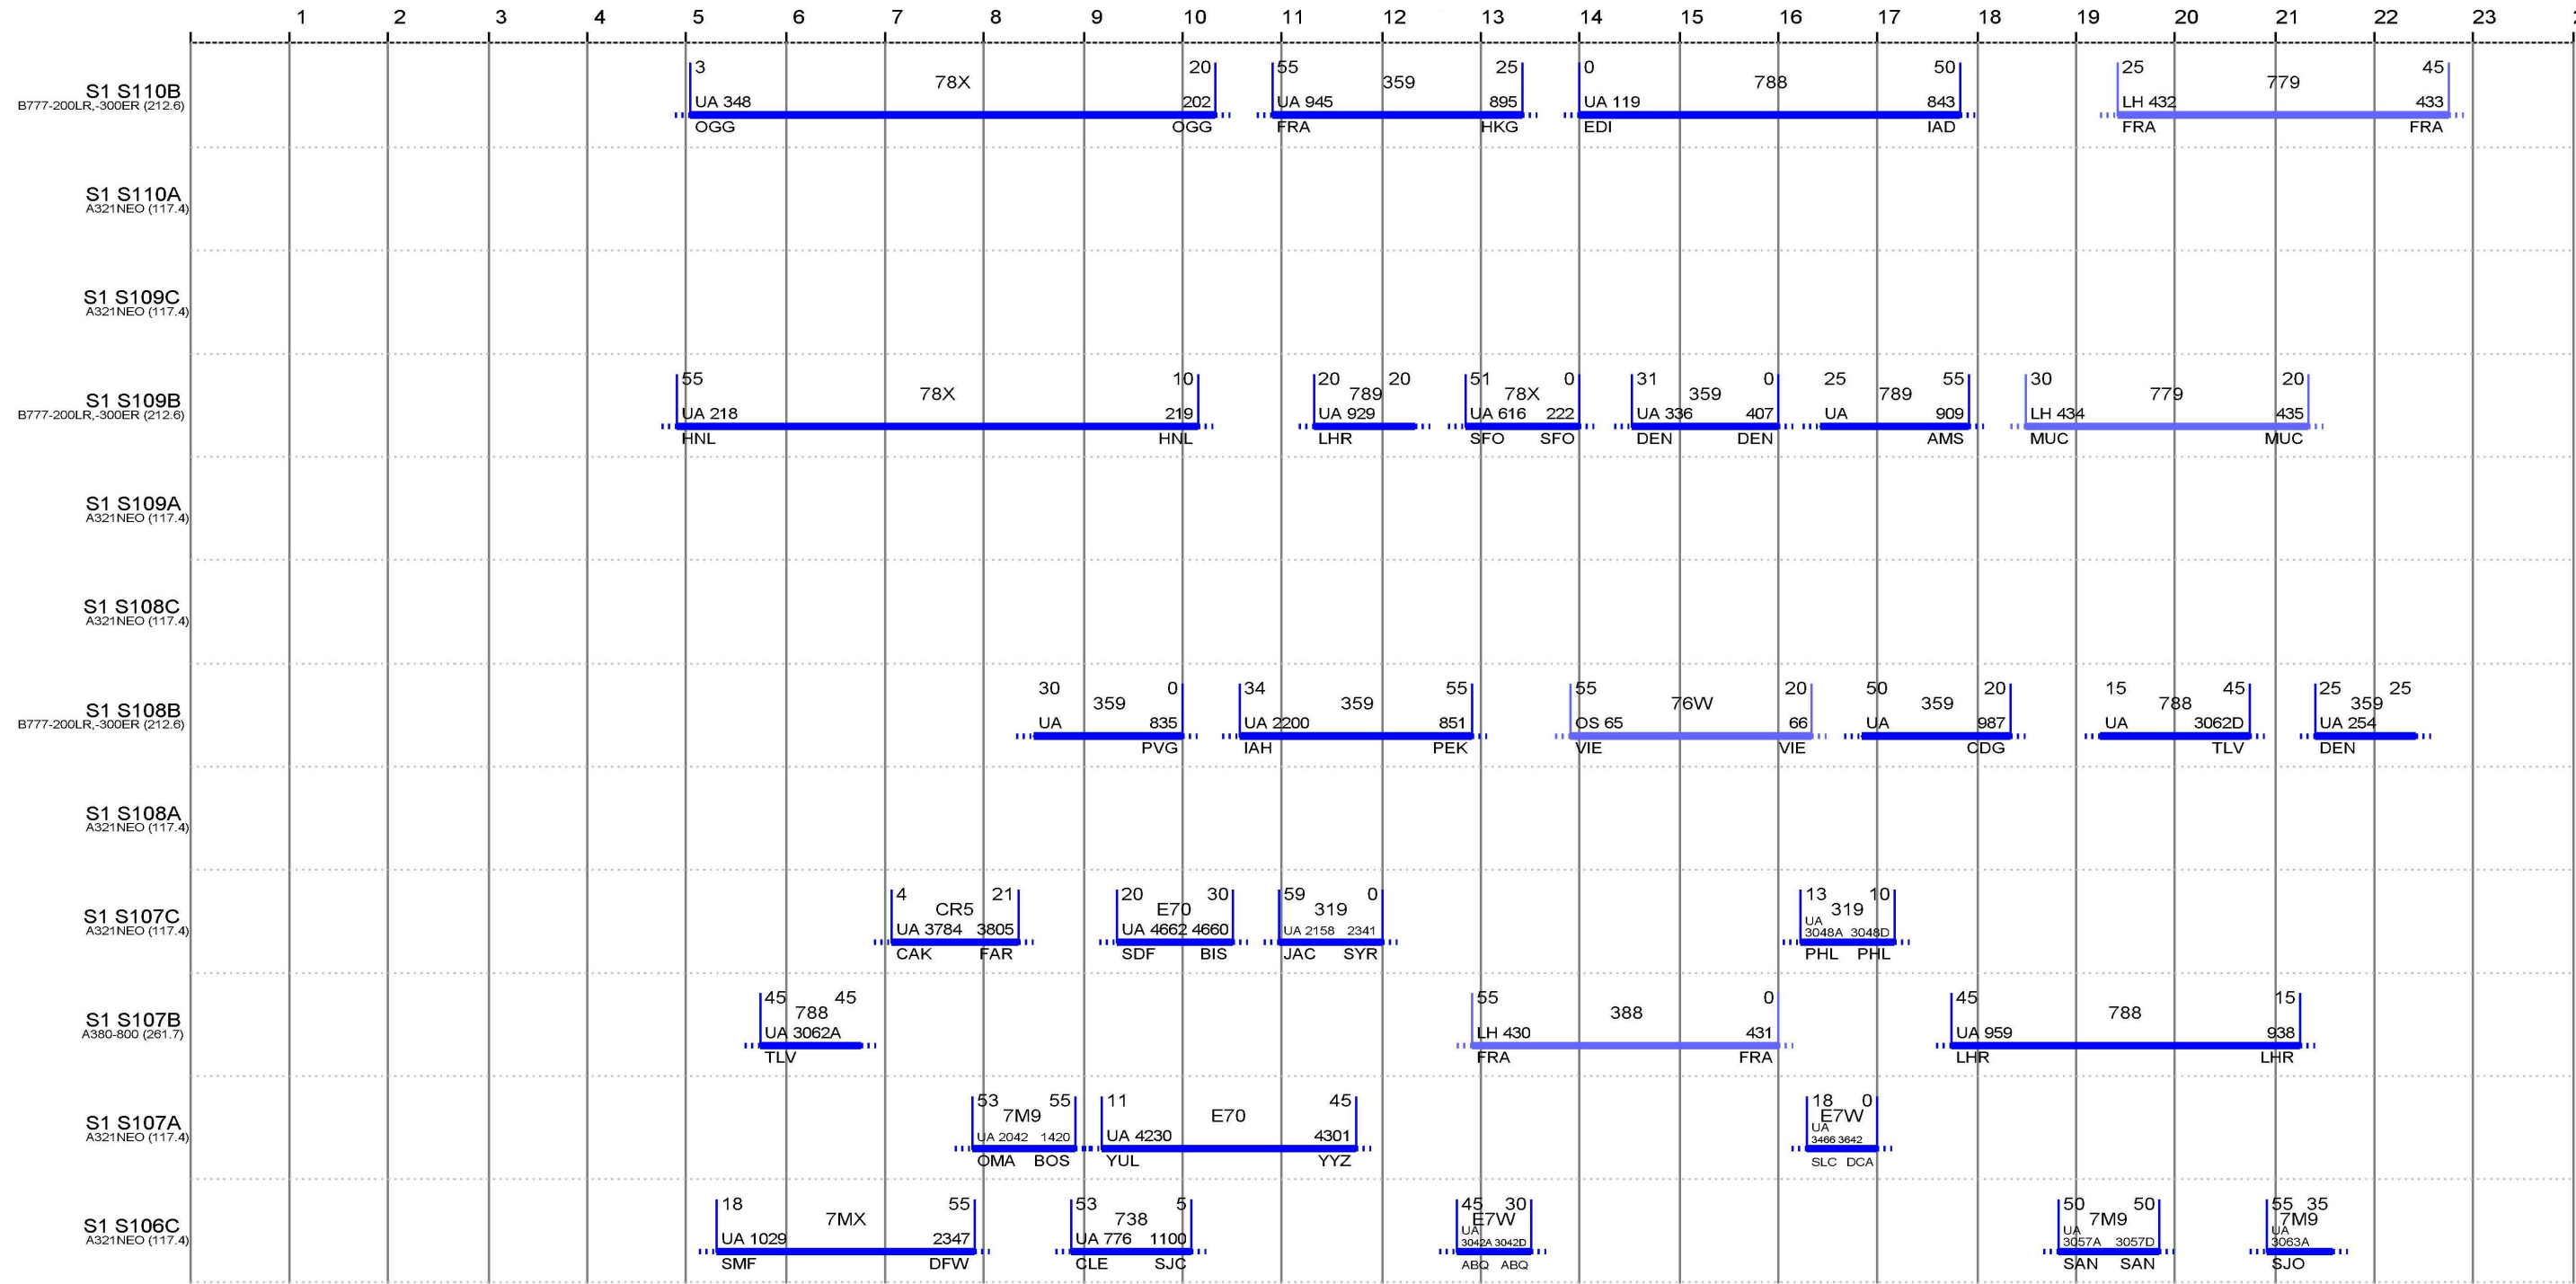 1 2 3 4 5 6 7 8 9 10 11 12 13 14 15 16 17 18 19 20 21 22 23
3 20 55 25 0 50 25 45
78X 359 788 779
S1 S110B
B777-200LR,-300ER (212.6)
UA 348 202 UA 945 895 UA 119 843 LH 432 433
OGG OGG FRA HKG EDI IAD FRA FRA
S1 S110A
A321NEO (117.4)
S1 S109C
A321NEO (117.4)
55 10 20 20 51 0 31 0 25 55 30 20
78X 789 78X 359 789 779
S1 S109B
B777-200LR,-300ER (212.6)
UA 218 219 UA 929 UA 616 222 UA 336 407 UA 909 LH 434 435
HNL HNL LHR SFO SFO DEN DEN AMS MUC MUC
S1 S109A
A321NEO (117.4)
S1 S108C
A321NEO (117.4)
30 0 34 55 55 20 50 20 15 45 25 25
359 359 76W 359 788 359
S1 S108B
B777-200LR,-300ER (212.6)
UA 835 UA 2200 851 OS 65 66 UA 987 UA 3062D UA 254
PVG IAH PEK VIE VIE CDG TLV DEN
S1 S108A
A321NEO (117.4)
4 21 20 30 59 0 13 10
CR5 E70 319 319
S1 S107C
A321NEO (117.4)
UA
UA 3784 3805 UA 4662 4660 UA 2158 2341 3048A 3048D
CAK FAR SDF BIS JAC SYR PHL PHL
45 45 55 0 45 15
788 388 788
S1 S107B
A380-800 (261.7)
UA 3062A LH 430 431 UA 959 938
TLV FRA FRA LHR LHR
53 55 11 45 18 0
7M9 E70 E7W
S1 S107A
A321NEO (117.4)
UA
UA 2042 1420 UA 4230 4301 3466 3642
OMA BOS YUL YYZ SLC DCA
18 55 53 5 45 30 50 50 55 35
7MX 738 E7W 7M9 7M9
S1 S106C
A321NEO (117.4)
UA UA UA
UA 1029 2347 UA 776 1100 3042A 3042D 3057A 3057D 3063A
SMF DFW CLE SJC ABQ ABQ SAN SAN SJO